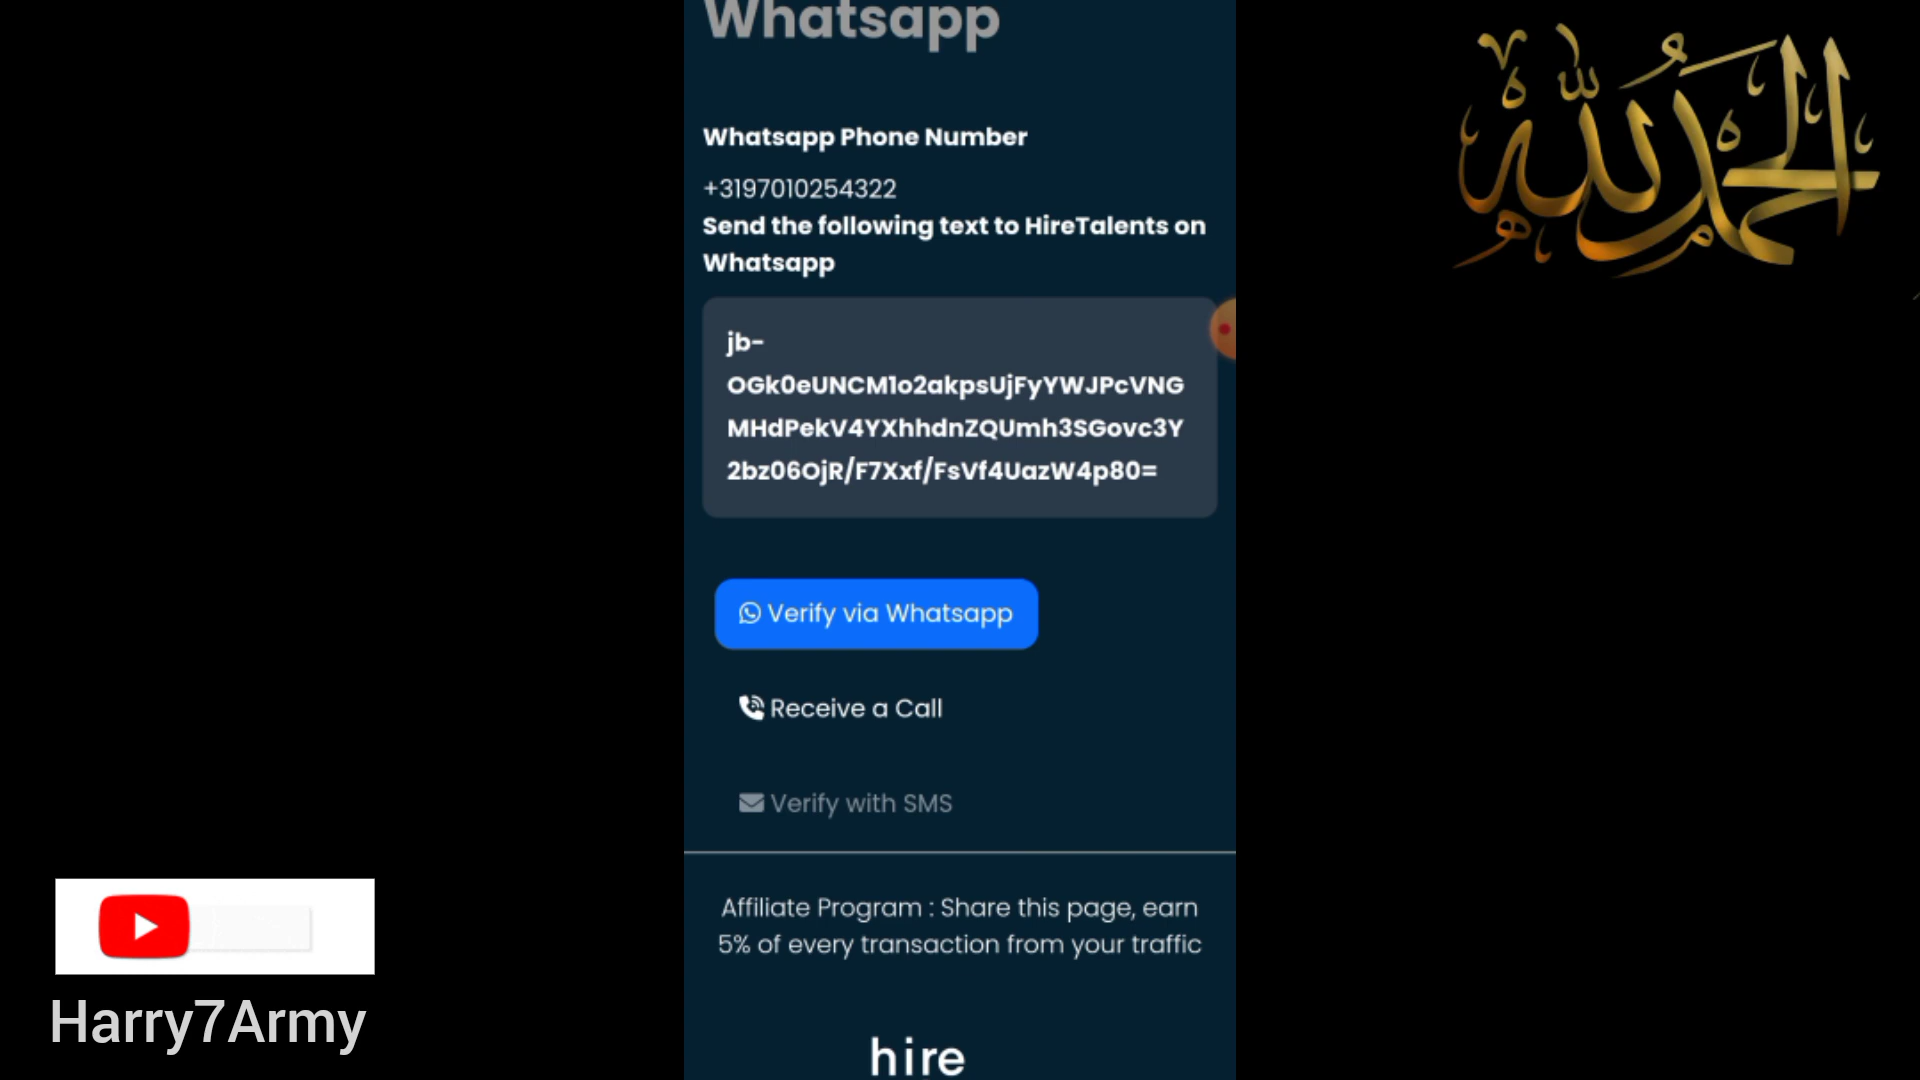 Whatsapp
Whatsapp Phone Number
+3197010254322
Send the following text to HireTalents on
Whatsapp
jb-
OGk0eUNCM1o2akpsUjFyYWJPcVNG
MHdPekV4YXhhdnZQUmh3SGovc3Y
2bz06OjR/F7Xxf/FsVf4UazW4p80=
Verify via Whatsapp
Receive a Call
Verify with SMS
Affiliate Program : Share this page, earn
5% of every transaction from your traffic
hire
الحمد لله
Harry7Army